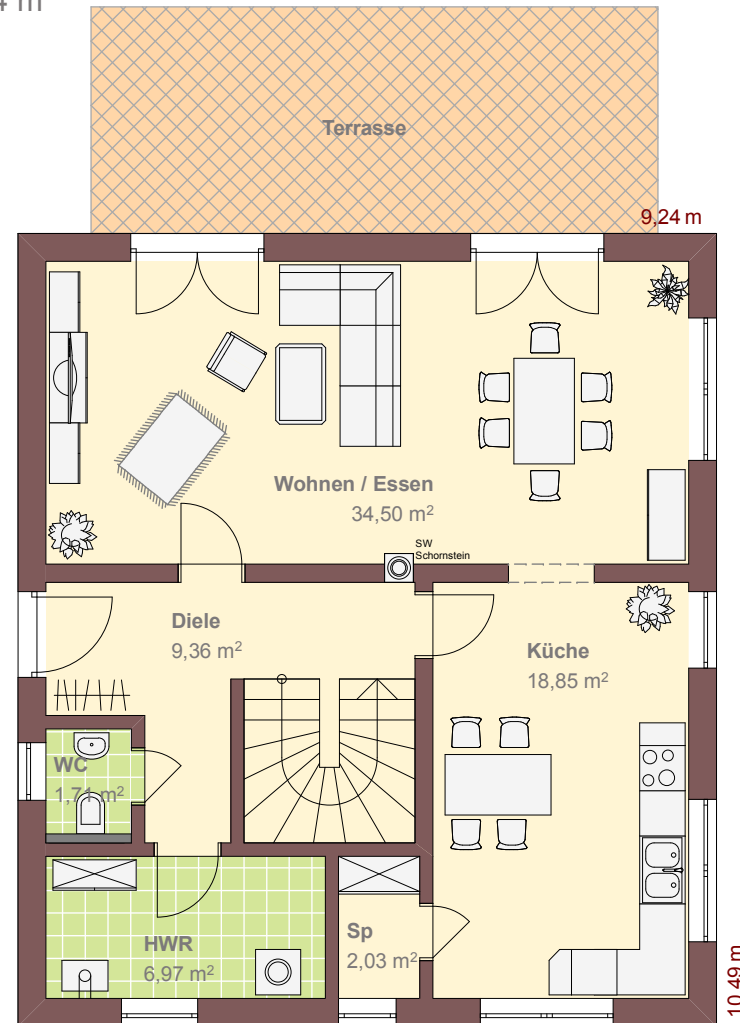 Terrasse
9,24 m
Wohnen / Essen
34,50 m²
SW
Schornstein
Diele
9,36 m²
Küche
18,85 m²
WC
1,71 m²
HWR
6,97 m²
Sp
2,03 m²
10,49 m